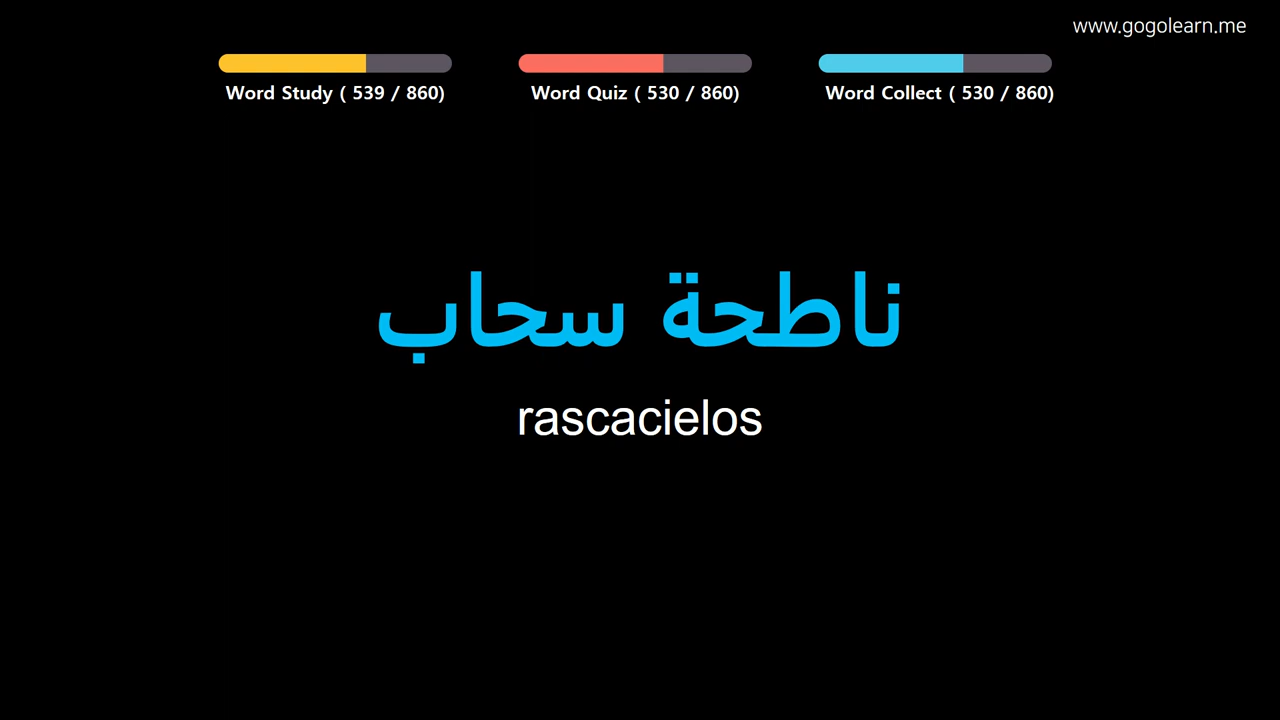 www.gogolearn.me
Word Study ( 539 / 860)
Word Quiz ( 530 / 860)
Word Collect ( 530 / 860)
ناطحة سحاب
rascacielos